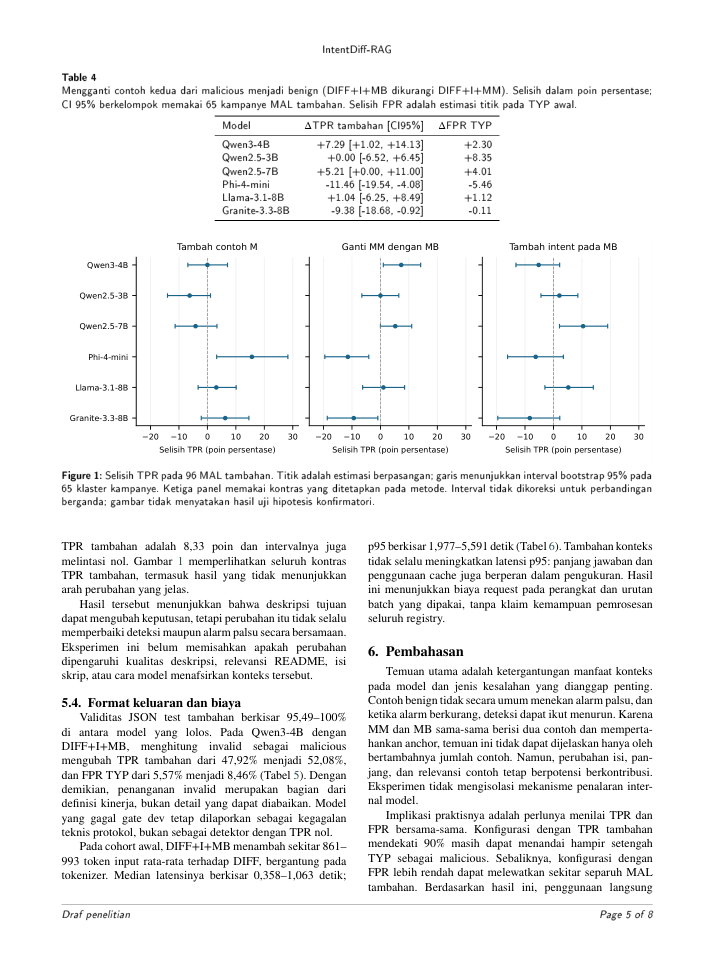 IntentDiff-RAG
Table 4
Mengganti contoh kedua dari malicious menjadi benign (DIFF+I+MB dikurangi DIFF+I+MM). Selisih dalam poin persentase;
CI 95% berkelompok memakai 65 kampanye MAL tambahan. Selisih FPR adalah estimasi titik pada TYP awal.
Model ΔTPR tambahan [CI95%] ΔFPR TYP
Qwen3-4B +7.29 [+1.02, +14.13] +2.30
Qwen2.5-3B +0.00 [-6.52, +6.45] +8.35
Qwen2.5-7B +5.21 [+0.00, +11.00] +4.01
Phi-4-mini -11.46 [-19.54, -4.08] -5.46
Llama-3.1-8B +1.04 [-6.25, +8.49] +1.12
Granite-3.3-8B -9.38 [-18.68, -0.92] -0.11
Tambah contoh M Ganti MM dengan MB Tambah intent pada MB
Qwen3-4B
Qwen2.5-3B
Qwen2.5-7B
Phi-4-mini
Llama-3.1-8B
Granite-3.3-8B
−20 −10 0 10 20 30 −20 −10 0 10 20 30 −20 −10 0 10 20 30
Selisih TPR (poin persentase) Selisih TPR (poin persentase) Selisih TPR (poin persentase)
Figure 1: Selisih TPR pada 96 MAL tambahan. Titik adalah estimasi berpasangan; garis menunjukkan interval bootstrap 95% pada
65 klaster kampanye. Ketiga panel memakai kontras yang ditetapkan pada metode. Interval tidak dikoreksi untuk perbandingan
berganda; gambar tidak menyatakan hasil uji hipotesis konfirmatori.
TPR tambahan adalah 8,33 poin dan intervalnya juga
melintasi nol. Gambar 1 memperlihatkan seluruh kontras
TPR tambahan, termasuk hasil yang tidak menunjukkan
arah perubahan yang jelas.
Hasil tersebut menunjukkan bahwa deskripsi tujuan
dapat mengubah keputusan, tetapi perubahan itu tidak selalu
memperbaiki deteksi maupun alarm palsu secara bersamaan.
Eksperimen ini belum memisahkan apakah perubahan
dipengaruhi kualitas deskripsi, relevansi README, isi
skrip, atau cara model menafsirkan konteks tersebut.
5.4. Format keluaran dan biaya
Validitas JSON test tambahan berkisar 95,49–100%
di antara model yang lolos. Pada Qwen3-4B dengan
DIFF+I+MB, menghitung invalid sebagai malicious
mengubah TPR tambahan dari 47,92% menjadi 52,08%,
dan FPR TYP dari 5,57% menjadi 8,46% (Tabel 5). Dengan
demikian, penanganan invalid merupakan bagian dari
definisi kinerja, bukan detail yang dapat diabaikan. Model
yang gagal gate dev tetap dilaporkan sebagai kegagalan
teknis protokol, bukan sebagai detektor dengan TPR nol.
Pada cohort awal, DIFF+I+MB menambah sekitar 861–
993 token input rata-rata terhadap DIFF, bergantung pada
tokenizer. Median latensinya berkisar 0,358–1,063 detik;
p95 berkisar 1,977–5,591 detik (Tabel 6). Tambahan konteks
tidak selalu meningkatkan latensi p95: panjang jawaban dan
penggunaan cache juga berperan dalam pengukuran. Hasil
ini menunjukkan biaya request pada perangkat dan urutan
batch yang dipakai, tanpa klaim kemampuan pemrosesan
seluruh registry.
6. Pembahasan
Temuan utama adalah ketergantungan manfaat konteks
pada model dan jenis kesalahan yang dianggap penting.
Contoh benign tidak secara umum menekan alarm palsu, dan
ketika alarm berkurang, deteksi dapat ikut menurun. Karena
MM dan MB sama-sama berisi dua contoh dan memperta-
hankan anchor, temuan ini tidak dapat dijelaskan hanya oleh
bertambahnya jumlah contoh. Namun, perubahan isi, pan-
jang, dan relevansi contoh tetap berpotensi berkontribusi.
Eksperimen tidak mengisolasi mekanisme penalaran inter-
nal model.
Implikasi praktisnya adalah perlunya menilai TPR dan
FPR bersama-sama. Konfigurasi dengan TPR tambahan
mendekati 90% masih dapat menandai hampir setengah
TYP sebagai malicious. Sebaliknya, konfigurasi dengan
FPR lebih rendah dapat melewatkan sekitar separuh MAL
tambahan. Berdasarkan hasil ini, penggunaan langsung
Draf penelitian Page 5 of 8